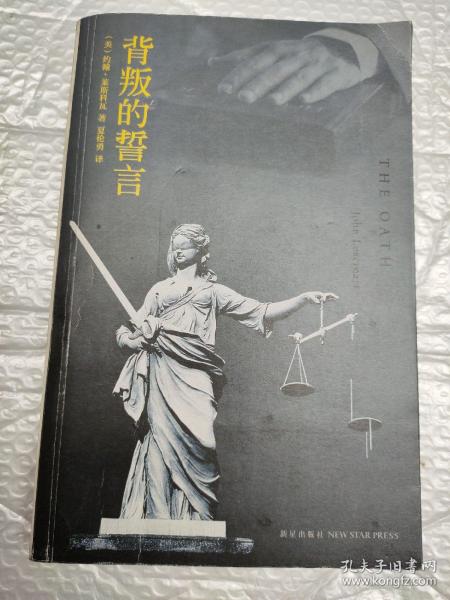 背叛的誓言
(美)约翰·莱斯科瓦 著 夏伦勇 译
THE OATH
John Lescroart
新星出版社 NEW STAR PRESS
孔夫子旧书网
www.kongfz.com